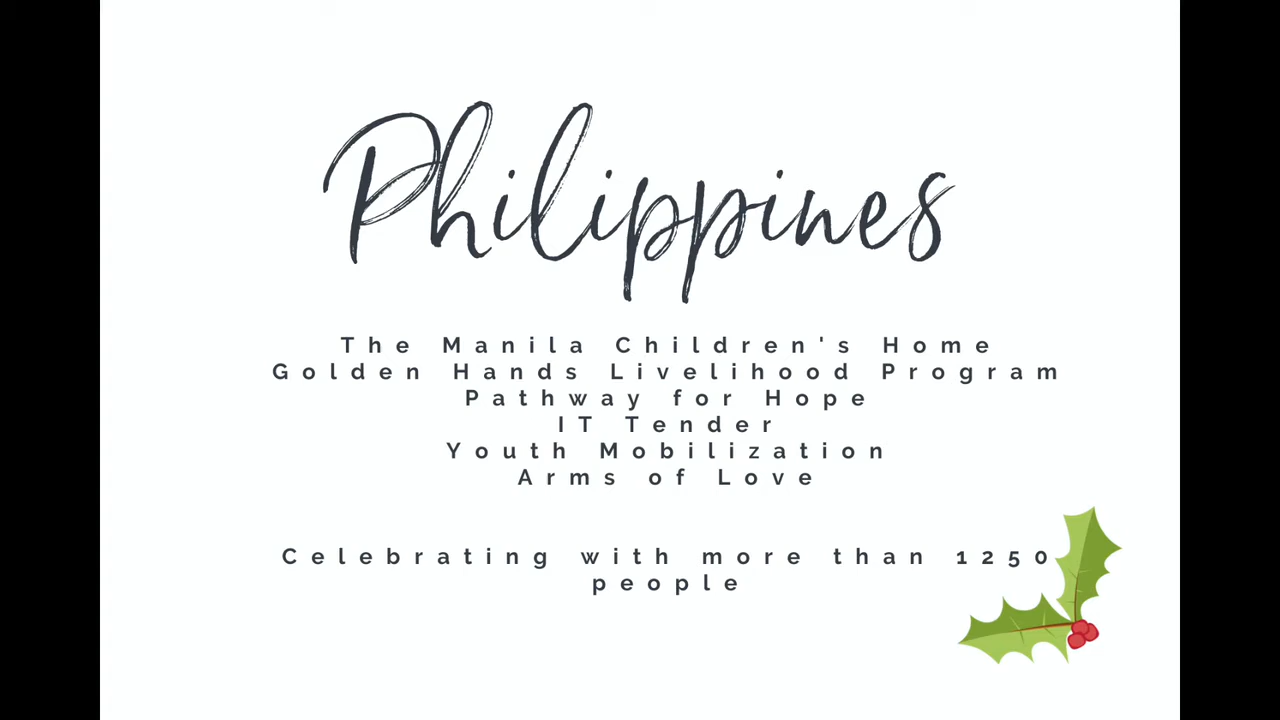 Philippines
The Manila Children's Home
Golden Hands Livelihood Program
Pathway for Hope
IT Tender
Youth Mobilization
Arms of Love
Celebrating with more than 1250
people